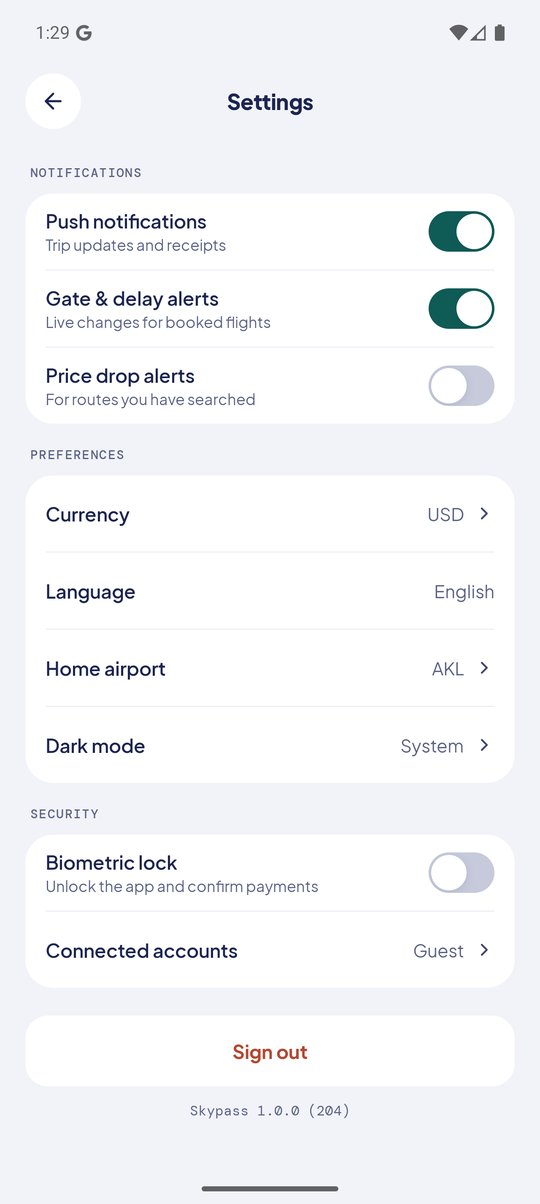 1:29
Settings
NOTIFICATIONS
Push notifications
Trip updates and receipts
Gate & delay alerts
Live changes for booked flights
Price drop alerts
For routes you have searched
PREFERENCES
Currency USD
Language English
Home airport AKL
Dark mode System
SECURITY
Biometric lock
Unlock the app and confirm payments
Connected accounts Guest
Sign out
Skypass 1.0.0 (204)